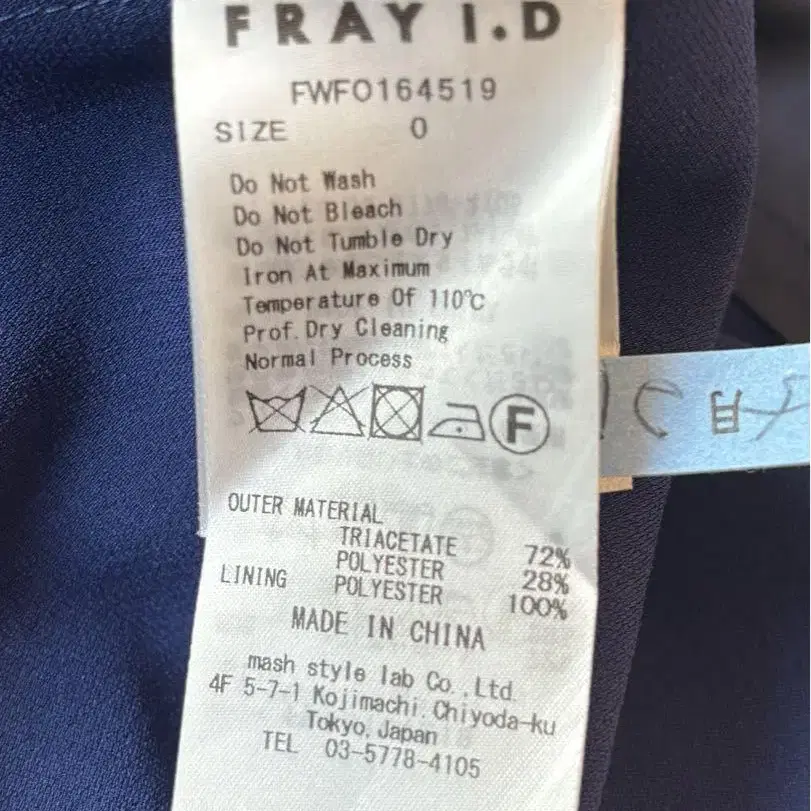 FRAY I.D
FWFO164519
SIZE 0
Do Not Wash
Do Not Bleach
Do Not Tumble Dry
Iron At Maximum
Temperature Of 110℃
Prof.Dry Cleaning
Normal Process
F
OUTER MATERIAL
TRIACETATE 72%
POLYESTER 28%
LINING POLYESTER 100%
MADE IN CHINA
mash style lab Co.,Ltd.
4F 5-7-1 Kojimachi.Chiyoda-ku
Tokyo,Japan
TEL 03-5778-4105